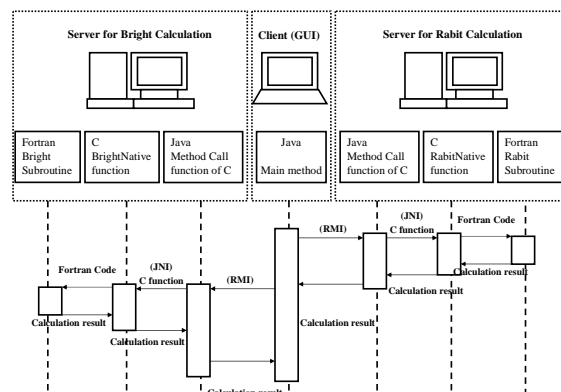 Server for Bright Calculation
Client (GUI)
Server for Rabit Calculation
Fortran
Bright
Subroutine
C
BrightNative
function
Java
Method Call
function of C
Java
Main method
Java
Method Call
function of C
C
RabitNative
function
Fortran
Rabit
Subroutine
(RMI)
(JNI)
C function
Fortran Code
Calculation result
Calculation result
Calculation result
Fortran Code
(JNI)
C function
(RMI)
Calculation result
Calculation result
Calculation result